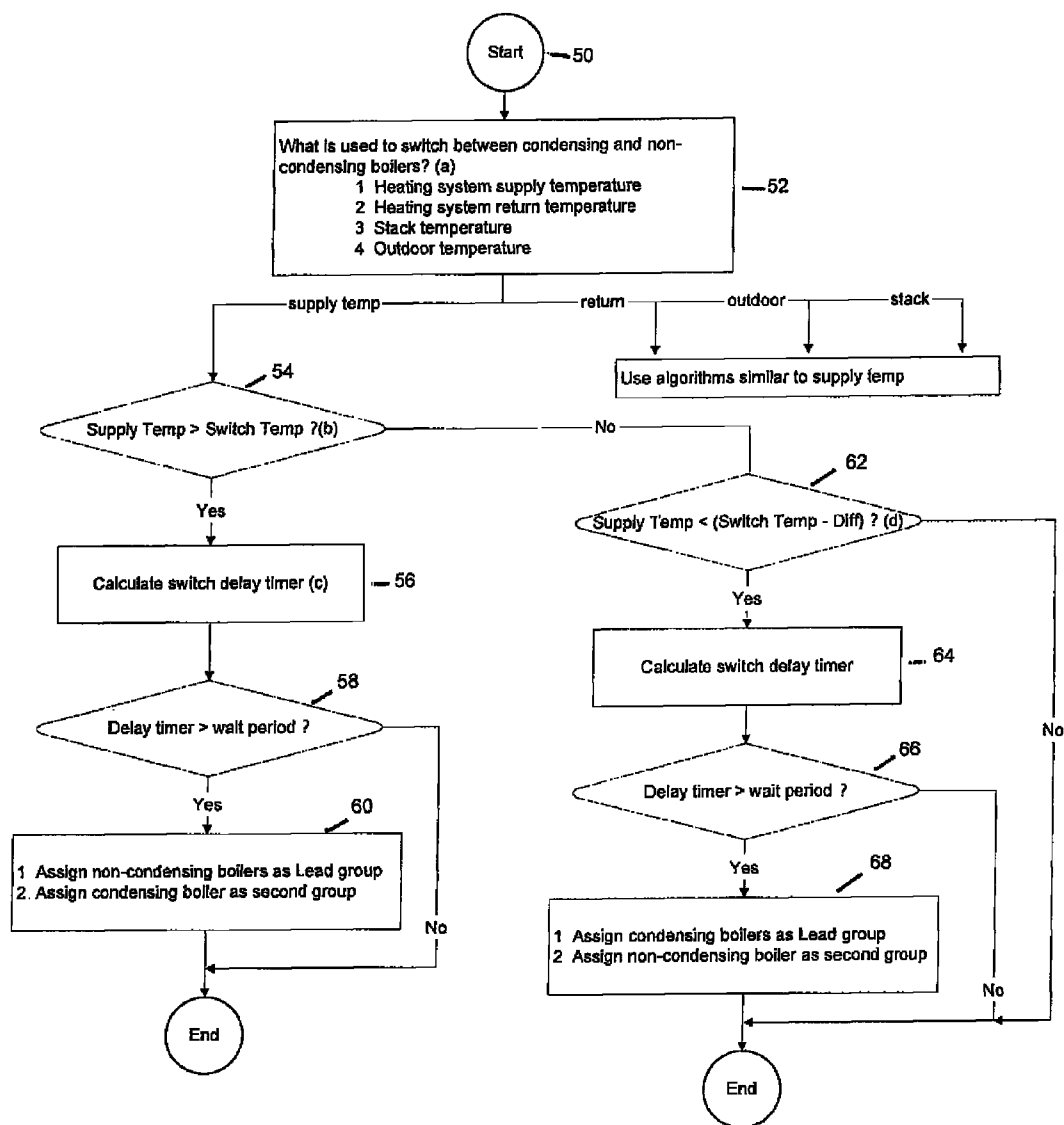 Start
50
What is used to switch between condensing and non-
condensing boilers? (a)
1 Heating system supply temperature
2 Heating system return temperature
3 Stack temperature
4 Outdoor temperature
52
supply temp
return
outdoor
stack
Use algorithms similar to supply temp
54
Supply Temp > Switch Temp ?(b)
No
Yes
62
Supply Temp < (Switch Temp - Diff) ? (d)
Calculate switch delay timer (c)
56
Yes
Calculate switch delay timer
64
58
Delay timer > wait period ?
No
66
Delay timer > wait period ?
Yes
60
1 Assign non-condensing boilers as Lead group
2. Assign condensing boiler as second group
No
Yes
68
1 Assign condensing boilers as Lead group
2 Assign non-condensing boiler as second group
No
End
End